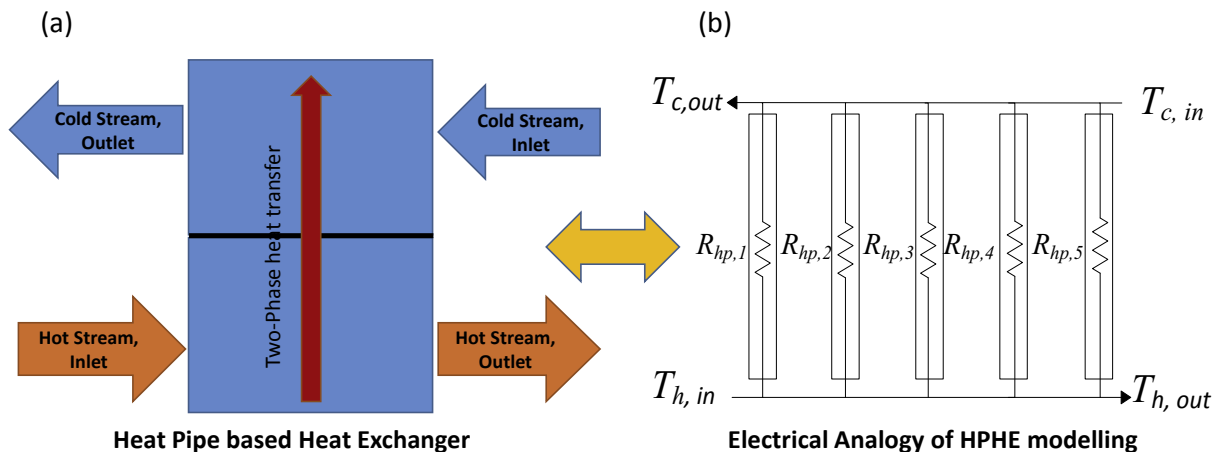 (a)
Cold Stream,
Outlet
Cold Stream,
Inlet
Two-Phase heat transfer
Hot Stream,
Inlet
Hot Stream,
Outlet
Heat Pipe based Heat Exchanger
(b)
T_{c,out}
T_{c, in}
R_{hp,1}
R_{hp,2}
R_{hp,3}
R_{hp,4}
R_{hp,5}
T_{h, in}
T_{h, out}
Electrical Analogy of HPHE modelling